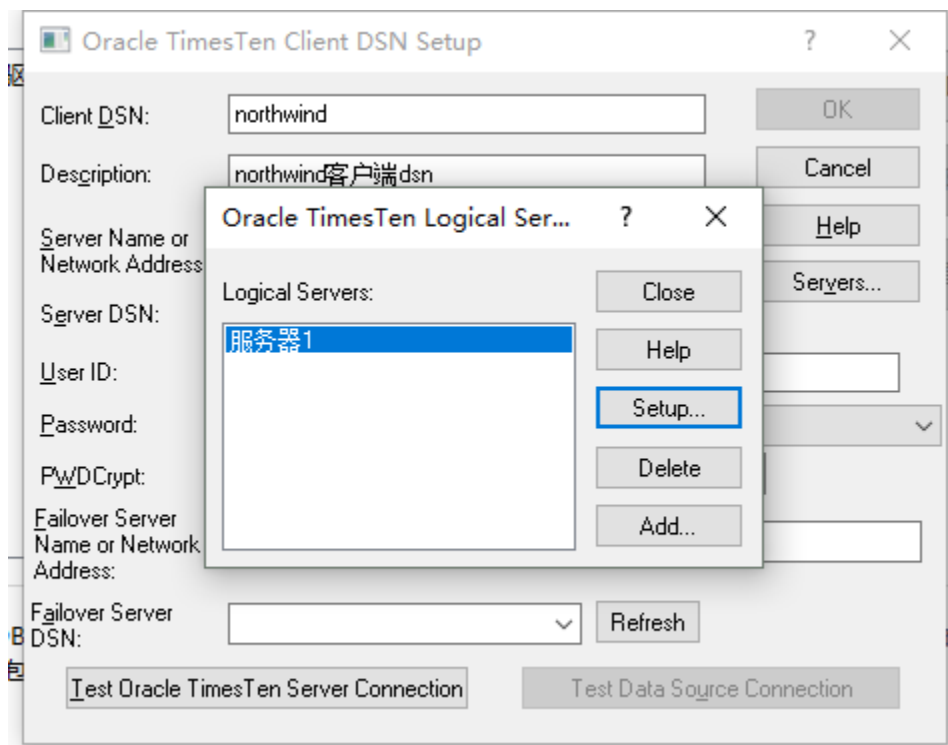 Oracle TimesTen Client DSN Setup
Client DSN:
northwind
OK
Description:
northwind客户端dsn
Cancel
Oracle TimesTen Logical Ser...
Server Name or
Network Address
Help
Logical Servers:
Close
Servers...
Server DSN:
服务器1
Help
User ID:
Setup...
Password:
Delete
PWDCrypt:
Add...
Failover Server
Name or Network
Address:
Failover Server
DSN:
Refresh
Test Oracle TimesTen Server Connection
Test Data Source Connection